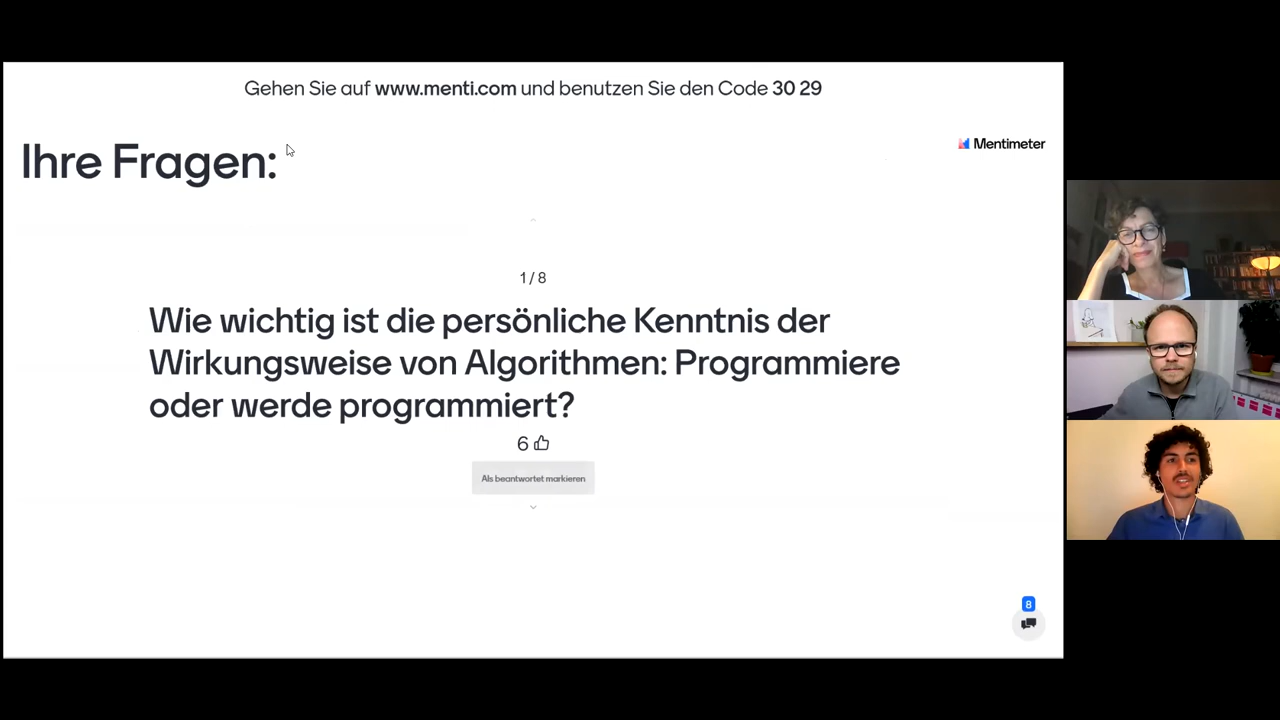 Gehen Sie auf www.menti.com und benutzen Sie den Code 30 29
Ihre Fragen:
Mentimeter
1 / 8
Wie wichtig ist die persönliche Kenntnis der
Wirkungsweise von Algorithmen: Programmiere
oder werde programmiert?
6
Als beantwortet markieren
8